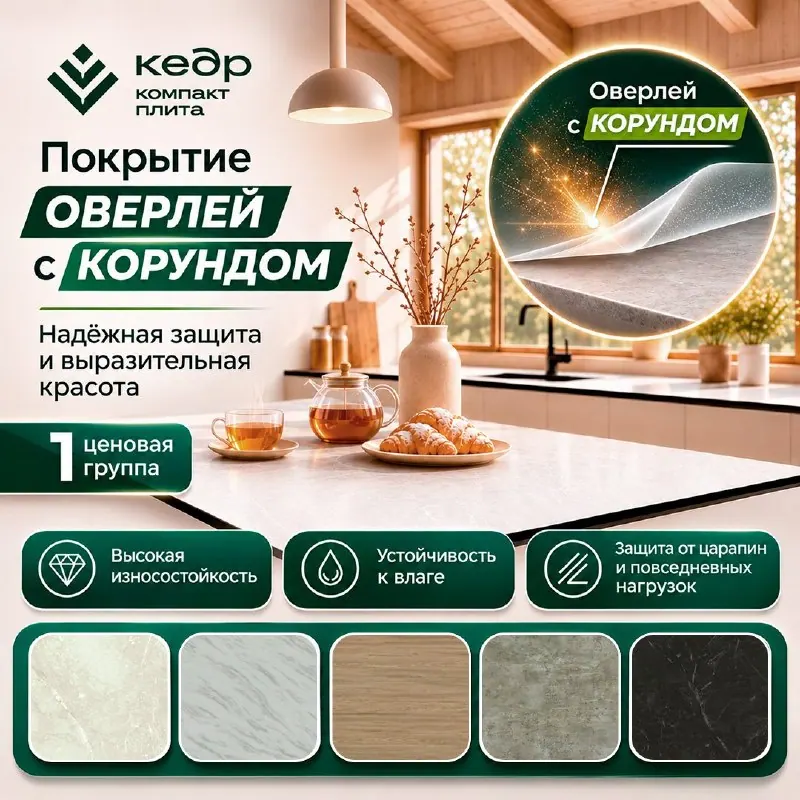 кедр
компакт
плита
Покрытие
ОВЕРЛЕЙ
с КОРУНДОМ
Надёжная защита
и выразительная
красота
1 ценовая
группа
Оверлей
с КОРУНДОМ
Высокая
износостойкость
Устойчивость
к влаге
Защита от царапин
и повседневных
нагрузок